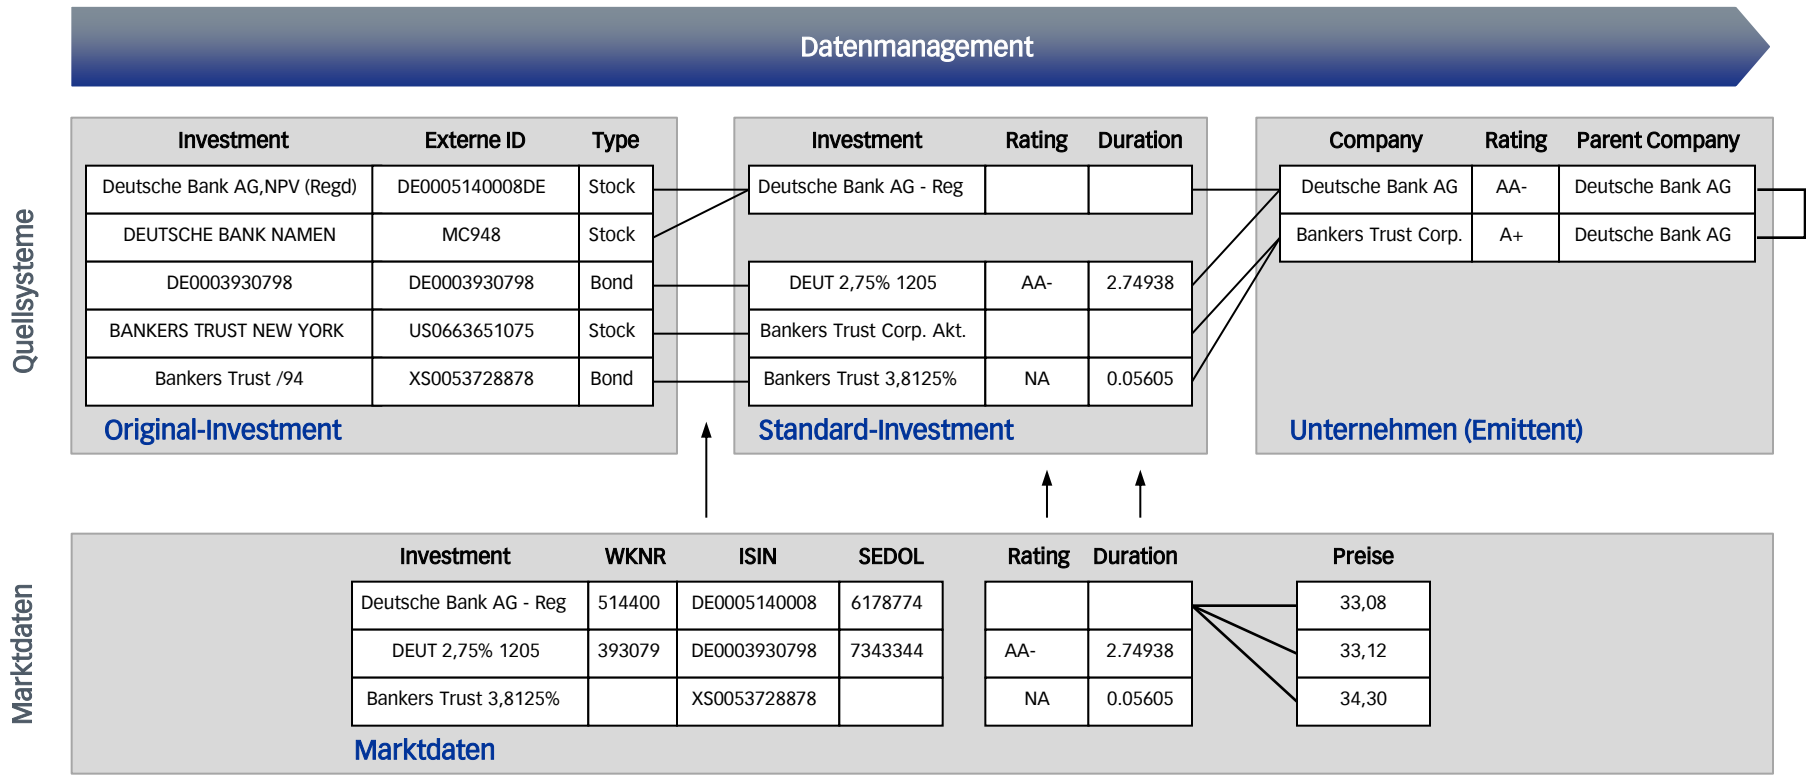 Datenmanagement
Quellsysteme
Investment Externe ID Type
Deutsche Bank AG,NPV (Regd) DE0005140008DE Stock
DEUTSCHE BANK NAMEN MC948 Stock
DE0003930798 DE0003930798 Bond
BANKERS TRUST NEW YORK US0663651075 Stock
Bankers Trust /94 XS0053728878 Bond
Original-Investment
Investment Rating Duration
Deutsche Bank AG - Reg
DEUT 2,75% 1205 AA- 2.74938
Bankers Trust Corp. Akt.
Bankers Trust 3,8125% NA 0.05605
Standard-Investment
Company Rating Parent Company
Deutsche Bank AG AA- Deutsche Bank AG
Bankers Trust Corp. A+ Deutsche Bank AG
Unternehmen (Emittent)
Marktdaten
Investment WKNR ISIN SEDOL Rating Duration Preise
Deutsche Bank AG - Reg 514400 DE0005140008 6178774 33,08
DEUT 2,75% 1205 393079 DE0003930798 7343344 AA- 2.74938 33,12
Bankers Trust 3,8125% XS0053728878 NA 0.05605 34,30
Marktdaten